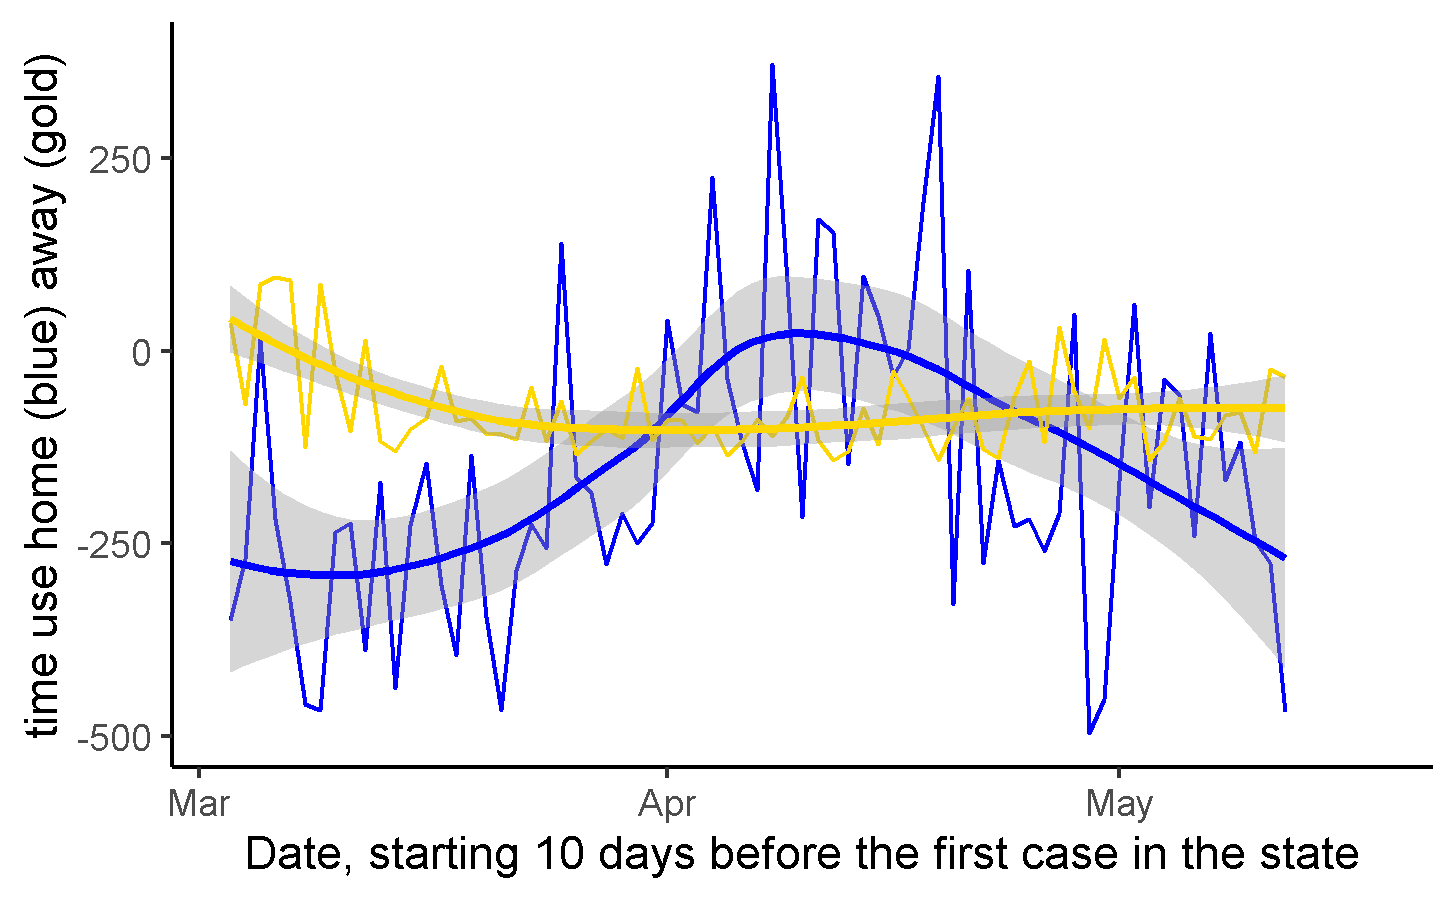 time use home (blue) away (gold)
250
0
-250
-500
Mar Apr May
Date, starting 10 days before the first case in the state